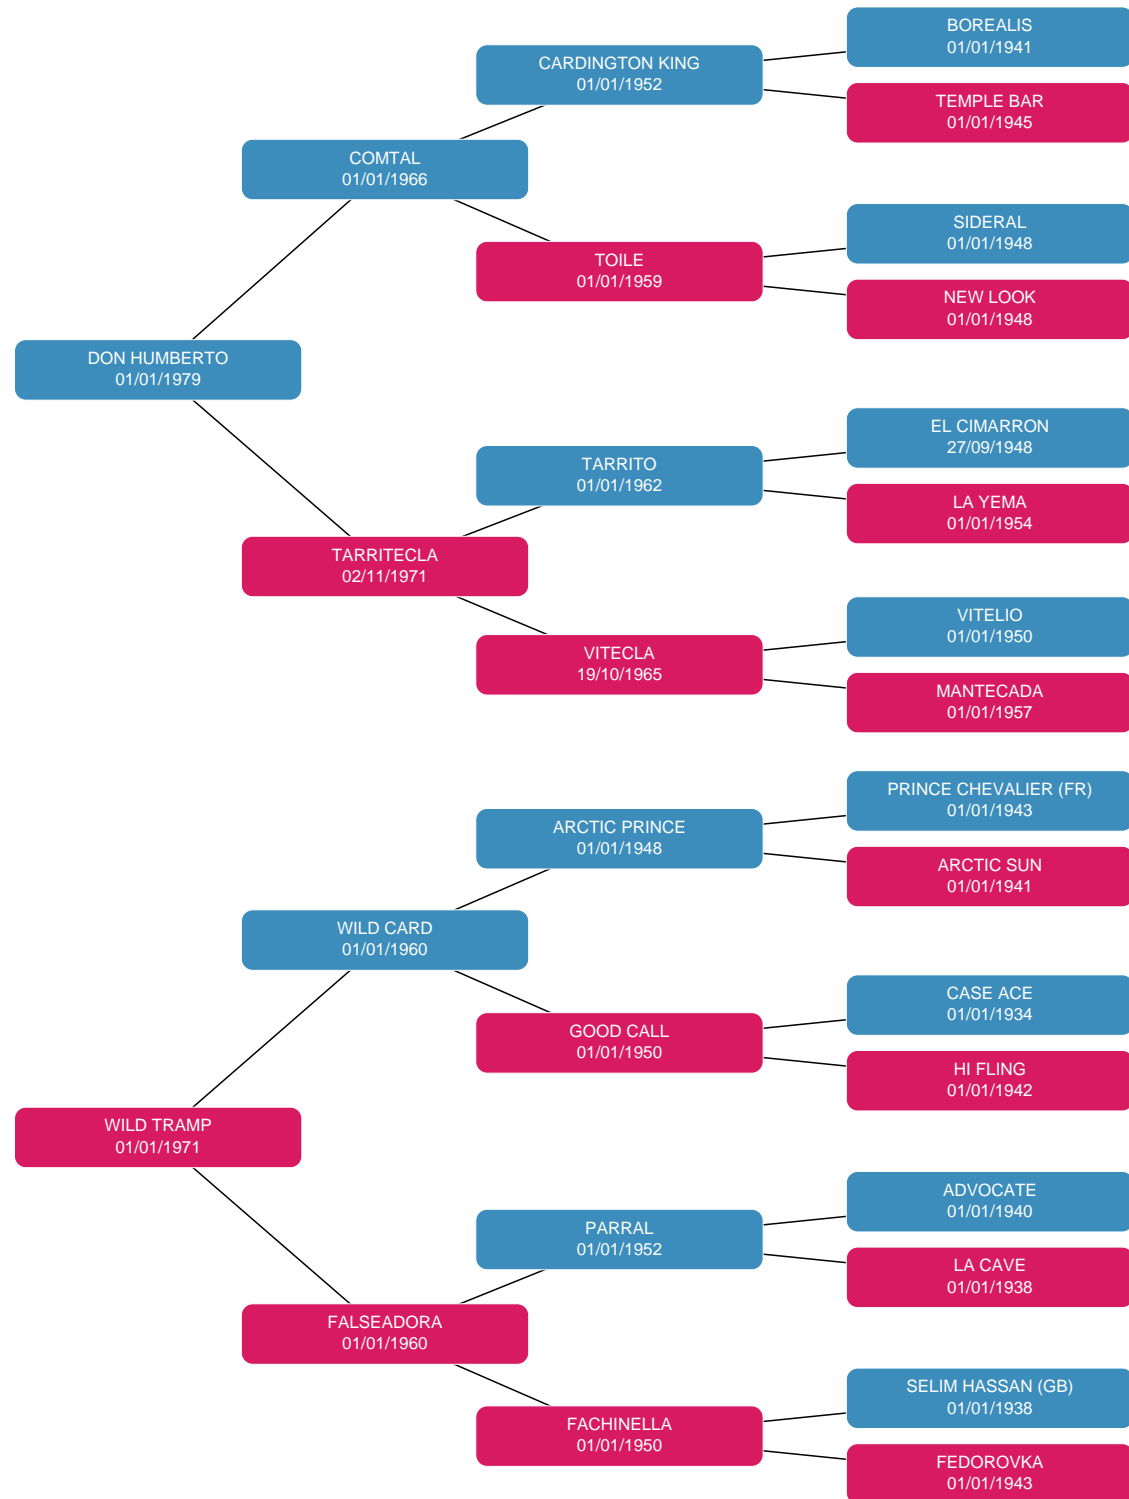 BOREALIS
01/01/1941
CARDINGTON KING
01/01/1952
TEMPLE BAR
01/01/1945
COMTAL
01/01/1966
SIDERAL
01/01/1948
TOILE
01/01/1959
NEW LOOK
01/01/1948
DON HUMBERTO
01/01/1979
EL CIMARRON
27/09/1948
TARRITO
01/01/1962
LA YEMA
01/01/1954
TARRITECLA
02/11/1971
VITELIO
01/01/1950
VITECLA
19/10/1965
MANTECADA
01/01/1957
PRINCE CHEVALIER (FR)
01/01/1943
ARCTIC PRINCE
01/01/1948
ARCTIC SUN
01/01/1941
WILD CARD
01/01/1960
CASE ACE
01/01/1934
GOOD CALL
01/01/1950
HI FLING
01/01/1942
WILD TRAMP
01/01/1971
ADVOCATE
01/01/1940
PARRAL
01/01/1952
LA CAVE
01/01/1938
FALSEADORA
01/01/1960
SELIM HASSAN (GB)
01/01/1938
FACHINELLA
01/01/1950
FEDOROVKA
01/01/1943